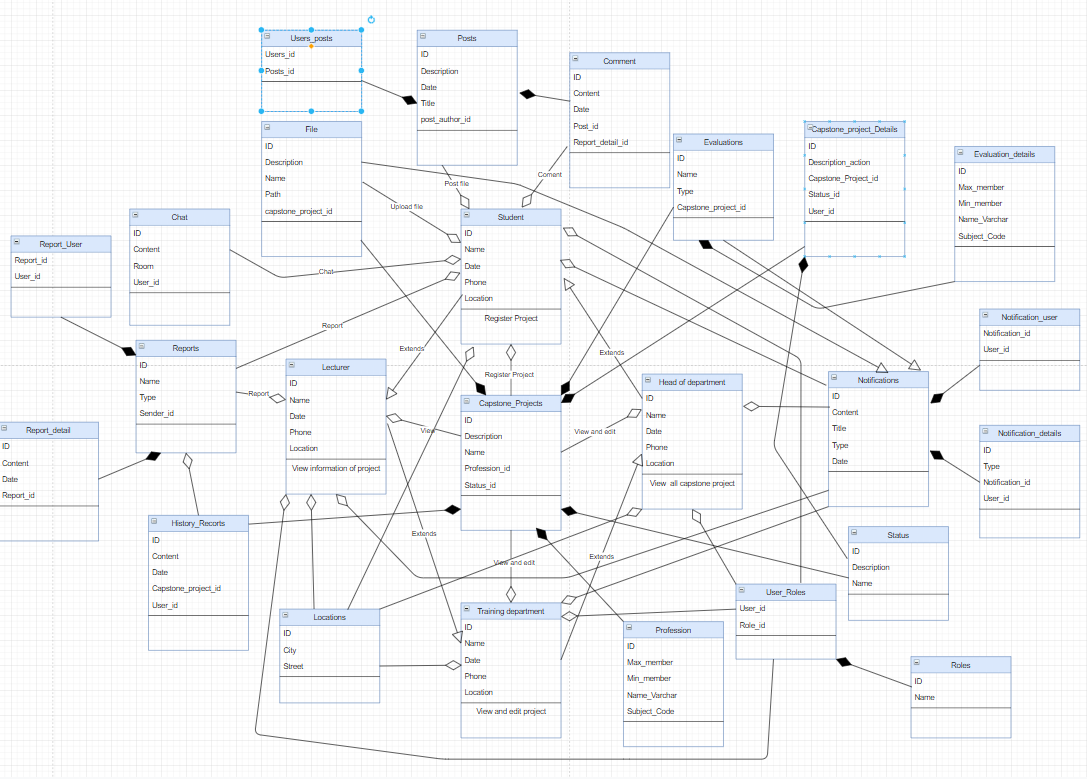 Users_posts
Users_id
Posts_id
Posts
ID
Description
Date
Title
post_author_id
Comment
ID
Content
Date
Post_id
Report_detail_id
File
ID
Description
Name
Path
capstone_project_id
Evaluations
ID
Name
Type
Capstone_project_id
Capstone_project_Details
ID
Description_action
Capstone_Project_id
Status_id
User_id
Evaluation_details
ID
Max_member
Min_member
Name_Varchar
Subject_Code
Post file
Coment
Upload file
Chat
ID
Content
Room
User_id
Chat
Report_User
Report_id
User_id
Student
ID
Name
Date
Phone
Location
Register Project
Notification_user
Notification_id
User_id
Report
Extends
Register Project
Extends
Reports
ID
Name
Type
Sender_id
Report
Lecturer
ID
Name
Date
Phone
Location
View information of project
View
Capstone_Projects
ID
Description
Name
Profession_id
Status_id
View and edit
Head of department
ID
Name
Date
Phone
Location
View all capstone project
Notifications
ID
Content
Title
Type
Date
Notification_details
ID
Type
Notification_id
User_id
Report_detail
ID
Content
Date
Report_id
History_Recorts
ID
Content
Date
Capstone_project_id
User_id
Extends
View and edit
Extends
Status
ID
Description
Name
Locations
ID
City
Street
Training department
ID
Name
Date
Phone
Location
View and edit project
Profession
ID
Max_member
Min_member
Name_Varchar
Subject_Code
User_Roles
User_id
Role_id
Roles
ID
Name